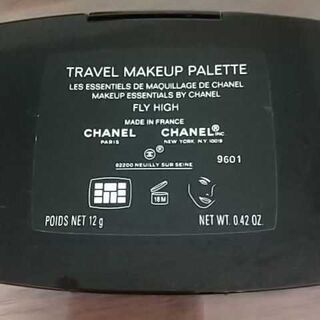 TRAVEL MAKEUP PALETTE
LES ESSENTIELS DE MAQUILLAGE DE CHANEL
MAKEUP ESSENTIALS BY CHANEL
FLY HIGH
MADE IN FRANCE
CHANEL CHANEL® INC
PARIS NEW YORK, N.Y. 10019
92200 NEUILLY SUR SEINE
9601
18M
POIDS NET 12 g NET WT. 0.42 OZ.